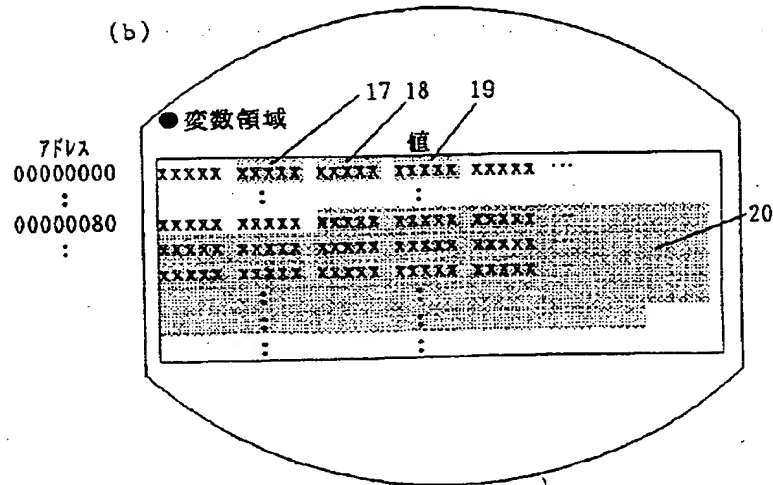 (b)
17 18 19
●変数領域
アドレス 値
00000000 xxxxx xxxxx xxxxx xxxxx xxxxx …
: : :
00000080 xxxxx xxxxx xxxxx xxxxx xxxxx …
: xxxxx xxxxx xxxxx xxxxx xxxxx 20
xxxxx xxxxx xxxxx xxxxx xxxxx
: :
: :